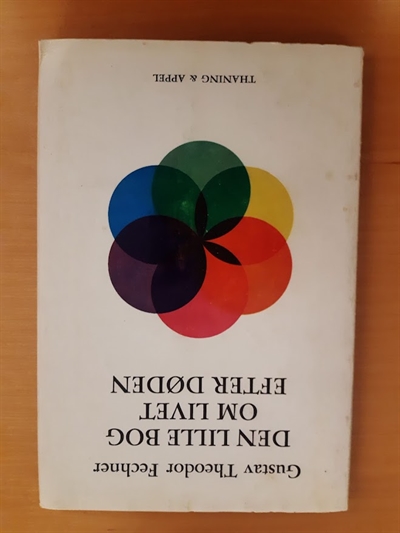 Gustav Theodor Fechner
DEN LILLE BOG
OM LIVET
EFTER DØDEN
THANING & APPEL